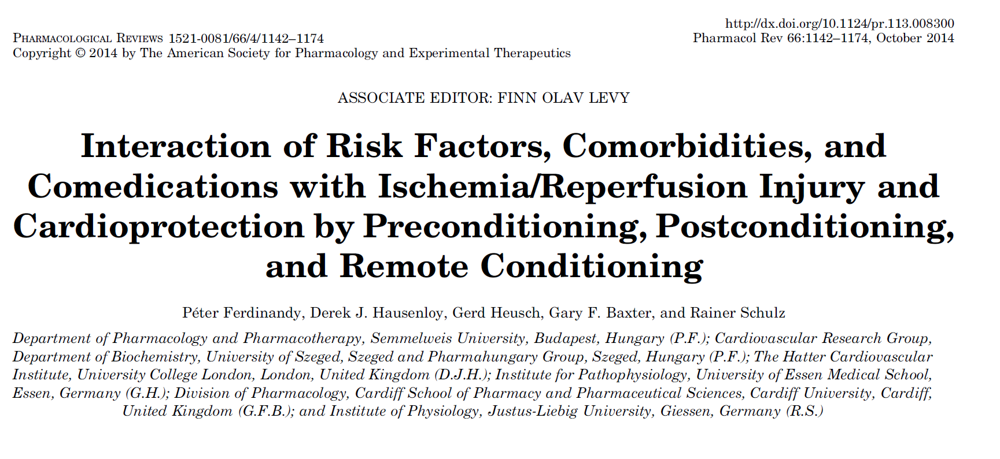 http://dx.doi.org/10.1124/pr.113.008300
PHARMACOLOGICAL REVIEWS 1521-0081/66/4/1142–1174
Pharmacol Rev 66:1142–1174, October 2014
Copyright © 2014 by The American Society for Pharmacology and Experimental Therapeutics
ASSOCIATE EDITOR: FINN OLAV LEVY
Interaction of Risk Factors, Comorbidities, and
Comedications with Ischemia/Reperfusion Injury and
Cardioprotection by Preconditioning, Postconditioning,
and Remote Conditioning
Péter Ferdinandy, Derek J. Hausenloy, Gerd Heusch, Gary F. Baxter, and Rainer Schulz
Department of Pharmacology and Pharmacotherapy, Semmelweis University, Budapest, Hungary (P.F.); Cardiovascular Research Group,
Department of Biochemistry, University of Szeged, Szeged and Pharmahungary Group, Szeged, Hungary (P.F.); The Hatter Cardiovascular
Institute, University College London, London, United Kingdom (D.J.H.); Institute for Pathophysiology, University of Essen Medical School,
Essen, Germany (G.H.); Division of Pharmacology, Cardiff School of Pharmacy and Pharmaceutical Sciences, Cardiff University, Cardiff,
United Kingdom (G.F.B.); and Institute of Physiology, Justus-Liebig University, Giessen, Germany (R.S.)